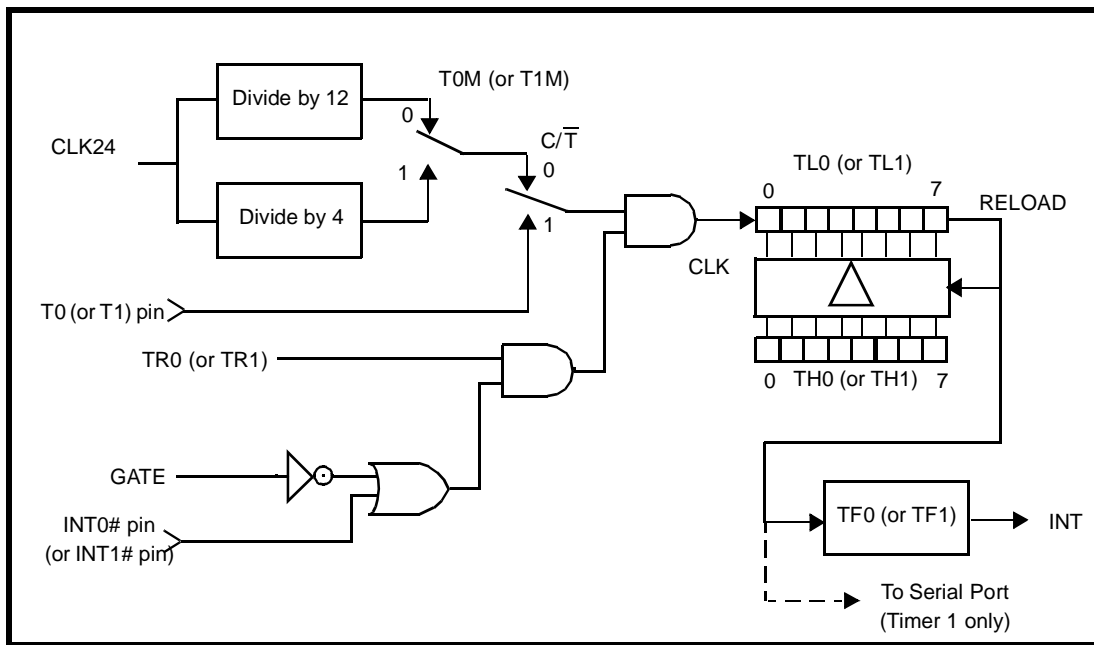 T0M (or T1M)
Divide by 12
0
CLK24
C/T̅
0
1
Divide by 4
1
TL0 (or TL1)
0 7
RELOAD
CLK
T0 (or T1) pin
TR0 (or TR1)
0 TH0 (or TH1) 7
GATE
INT0# pin
(or INT1# pin)
TF0 (or TF1)
INT
To Serial Port
(Timer 1 only)